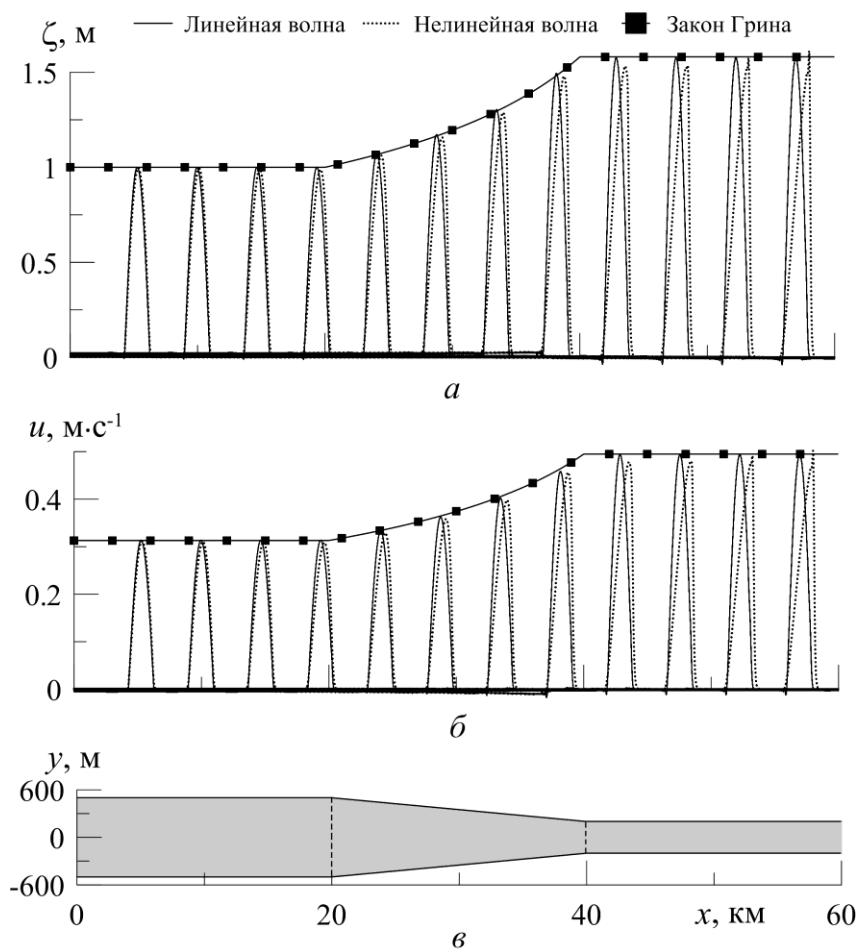 Линейная волна Нелинейная волна Закон Грина
ζ, м
1.5
1
0.5
0
а
u, м·с⁻¹
0.4
0.2
0
б
y, м
600
0
-600
0 20 40 x, км 60
в